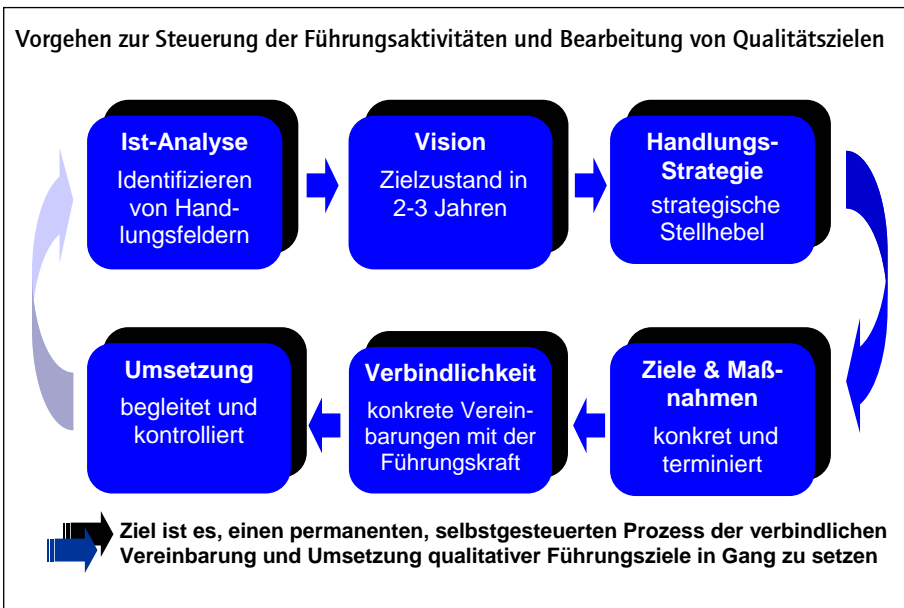 Vorgehen zur Steuerung der Führungsaktivitäten und Bearbeitung von Qualitätszielen
Ist-Analyse
Identifizieren
von Hand-
lungsfeldern
Vision
Zielzustand in
2-3 Jahren
Handlungs-
Strategie
strategische
Stellhebel
Ziele & Maß-
nahmen
konkret und
terminiert
Verbindlichkeit
konkrete Verein-
barungen mit der
Führungskraft
Umsetzung
begleitet und
kontrolliert
Ziel ist es, einen permanenten, selbstgesteuerten Prozess der verbindlichen
Vereinbarung und Umsetzung qualitativer Führungsziele in Gang zu setzen